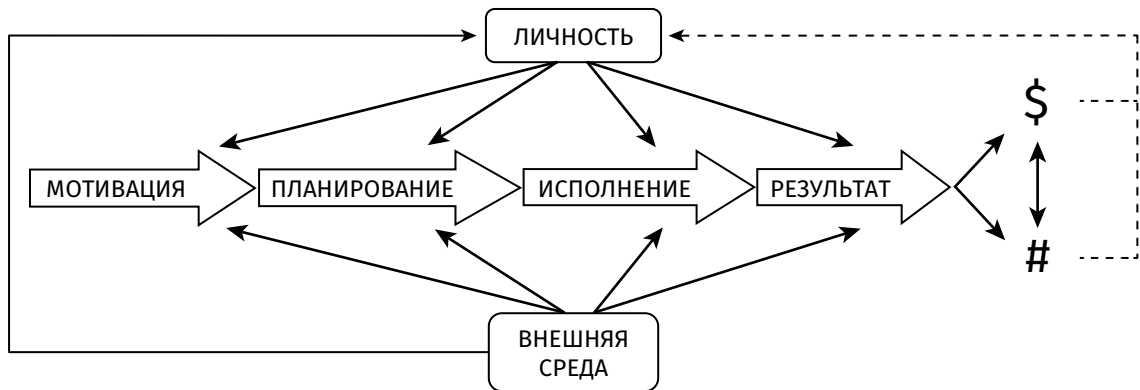 ЛИЧНОСТЬ
$
МОТИВАЦИЯ ПЛАНИРОВАНИЕ ИСПОЛНЕНИЕ РЕЗУЛЬТАТ
#
ВНЕШНЯЯ
СРЕДА